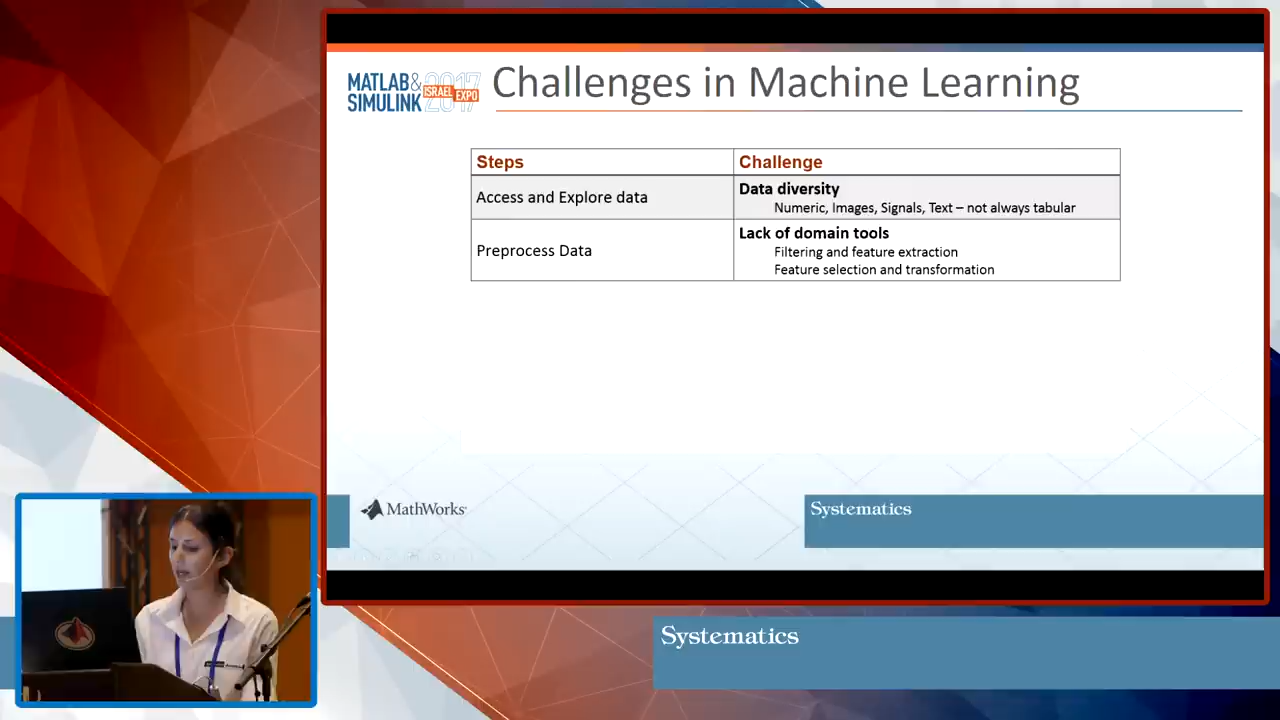 MATLAB&
SIMULINK
ISRAEL
EXPO
2017
Challenges in Machine Learning
Steps
Challenge
Access and Explore data
Data diversity
Numeric, Images, Signals, Text – not always tabular
Preprocess Data
Lack of domain tools
Filtering and feature extraction
Feature selection and transformation
MathWorks
Systematics
Systematics